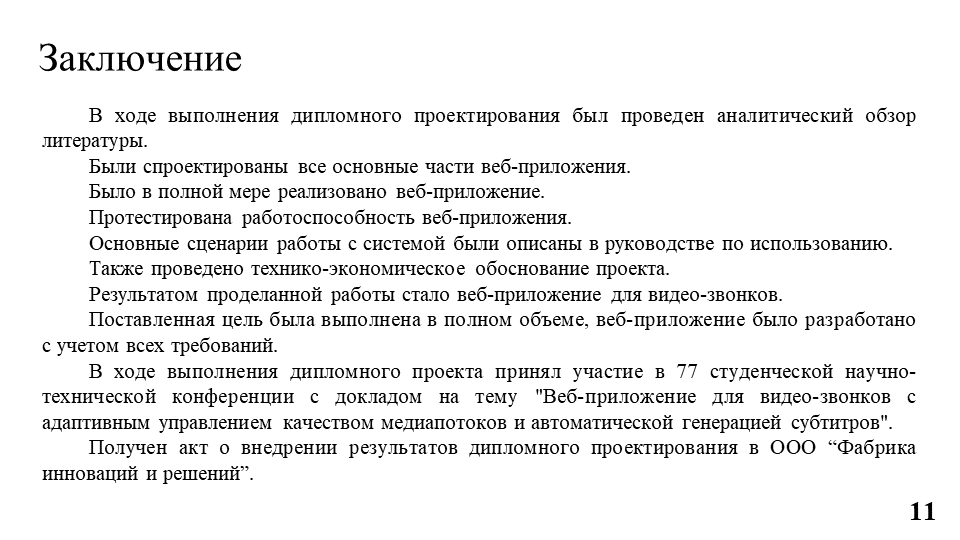 Заключение
В ходе выполнения дипломного проектирования был проведен аналитический обзор
литературы.
Были спроектированы все основные части веб-приложения.
Было в полной мере реализовано веб-приложение.
Протестирована работоспособность веб-приложения.
Основные сценарии работы с системой были описаны в руководстве по использованию.
Также проведено технико-экономическое обоснование проекта.
Результатом проделанной работы стало веб-приложение для видео-звонков.
Поставленная цель была выполнена в полном объеме, веб-приложение было разработано
с учетом всех требований.
В ходе выполнения дипломного проекта принял участие в 77 студенческой научно-
технической конференции с докладом на тему "Веб-приложение для видео-звонков с
адаптивным управлением качеством медиапотоков и автоматической генерацией субтитров".
Получен акт о внедрении результатов дипломного проектирования в ООО “Фабрика
инноваций и решений”.
11